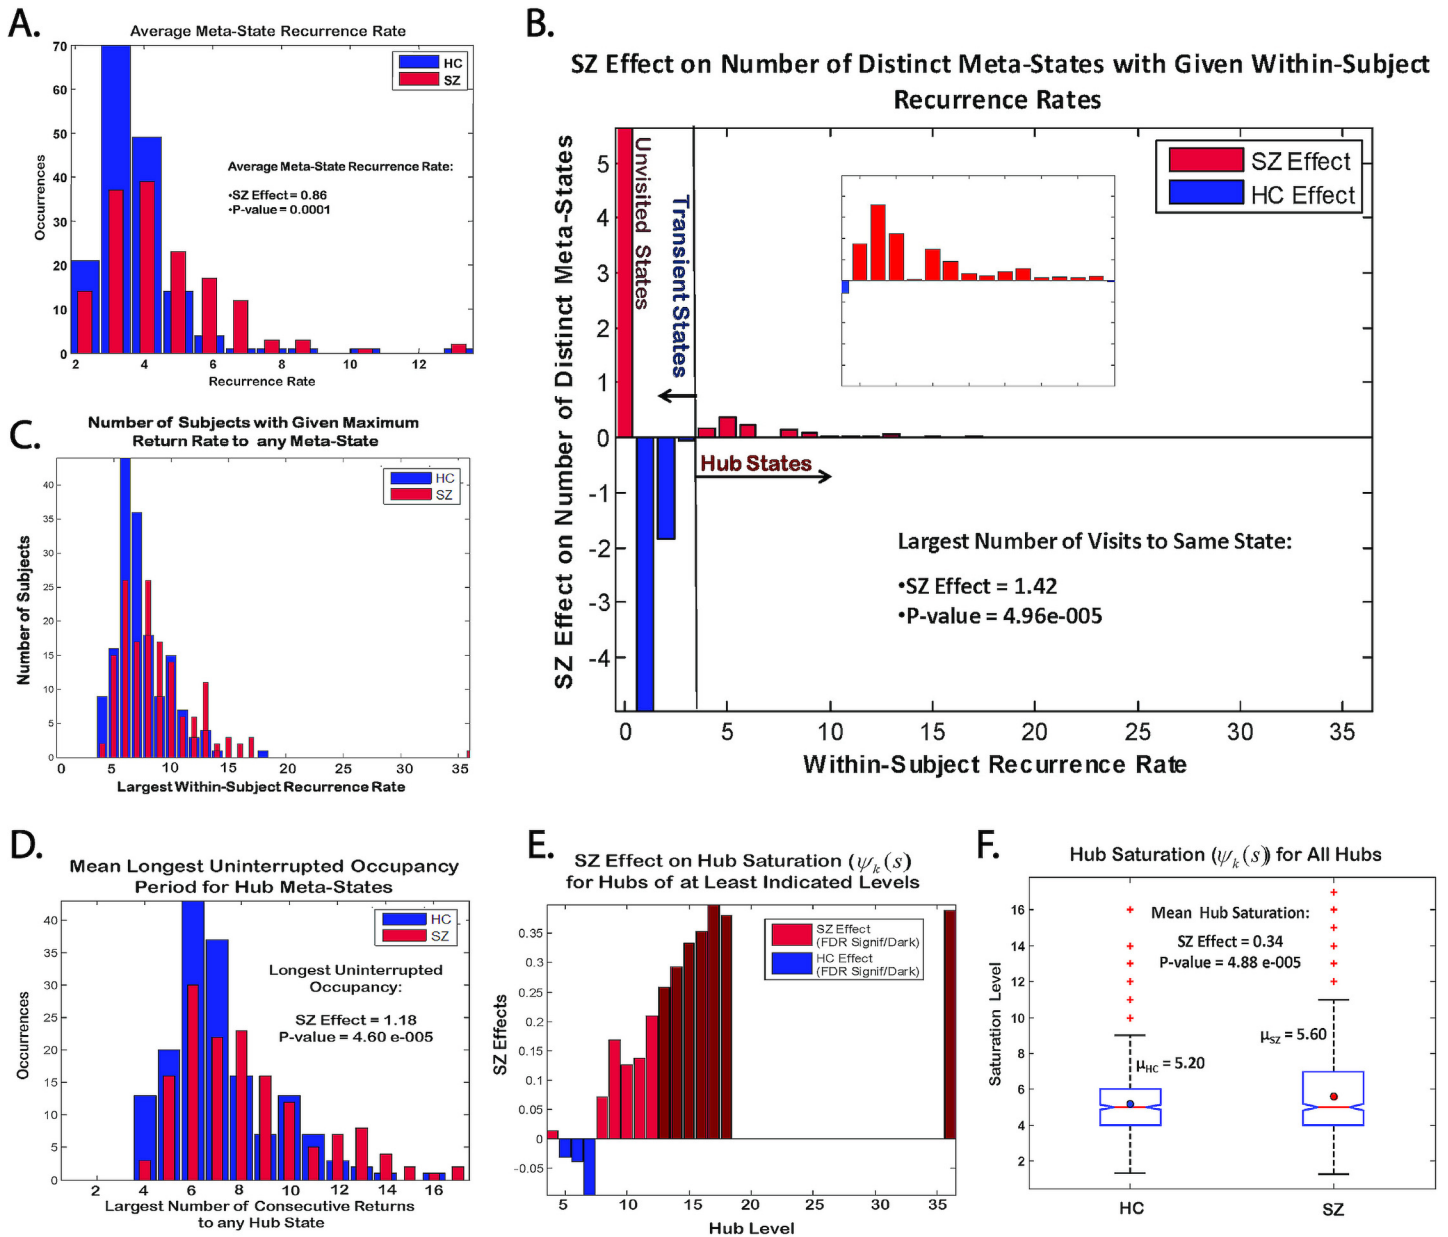 A.
Average Meta-State Recurrence Rate
70
60
50
40
30
20
10
0
Occurrences
HC
SZ
Average Meta-State Recurrence Rate:
•SZ Effect = 0.86
•P-value = 0.0001
2 4 6 8 10 12
Recurrence Rate
B.
SZ Effect on Number of Distinct Meta-States with Given Within-Subject
Recurrence Rates
SZ Effect on Number of Distinct Meta-States
5
4
3
2
1
0
-1
-2
-3
-4
Unvisited States
Transient States
Hub States
SZ Effect
HC Effect
Largest Number of Visits to Same State:
•SZ Effect = 1.42
•P-value = 4.96e-005
0 5 10 15 20 25 30 35
Within-Subject Recurrence Rate
C.
Number of Subjects with Given Maximum
Return Rate to any Meta-State
40
35
30
25
20
15
10
5
0
Number of Subjects
HC
SZ
0 5 10 15 20 25 30 35
Largest Within-Subject Recurrence Rate
D.
Mean Longest Uninterrupted Occupancy
Period for Hub Meta-States
40
35
30
25
20
15
10
5
0
Occurrences
HC
SZ
Longest Uninterrupted
Occupancy:
SZ Effect = 1.18
P-value = 4.60 e-005
2 4 6 8 10 12 14 16
Largest Number of Consecutive Returns
to any Hub State
E.
SZ Effect on Hub Saturation (ψk(s)
for Hubs of at Least Indicated Levels
0.35
0.3
0.25
0.2
0.15
0.1
0.05
0
-0.05
SZ Effects
SZ Effect
(FDR Signif/Dark)
HC Effect
(FDR Signif/Dark)
5 10 15 20 25 30 35
Hub Level
F.
Hub Saturation (ψk(s)) for All Hubs
16
14
12
10
8
6
4
2
Saturation Level
Mean Hub Saturation:
SZ Effect = 0.34
P-value = 4.88 e-005
μHC = 5.20
μSZ = 5.60
HC SZ